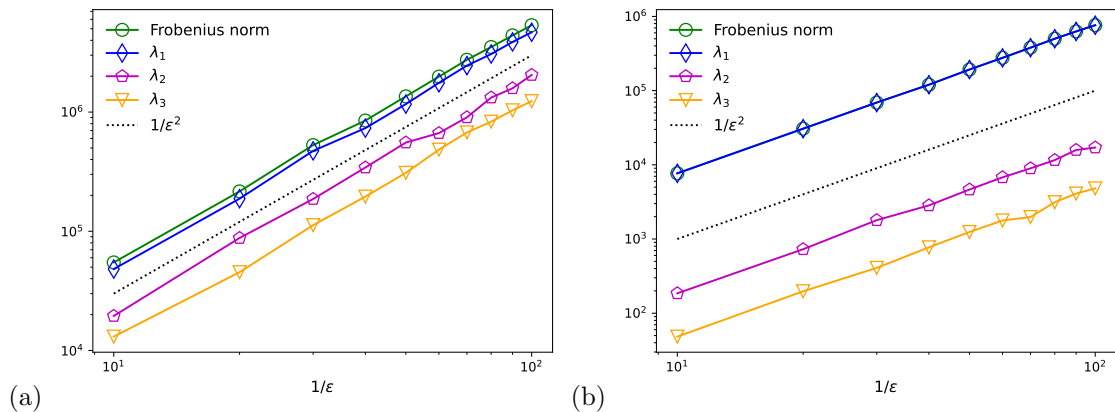 Frobenius norm
λ1
λ2
λ3
1/ε²
10⁶
10⁵
10⁴
10¹
10²
1/ε
(a)
Frobenius norm
λ1
λ2
λ3
1/ε²
10⁶
10⁵
10⁴
10³
10²
10¹
10²
1/ε
(b)